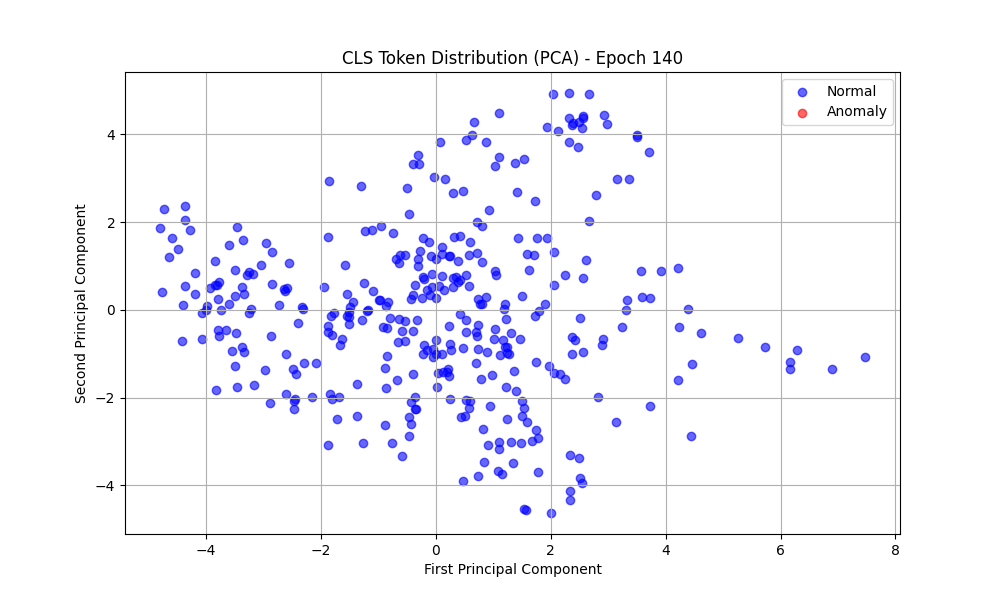 CLS Token Distribution (PCA) - Epoch 140
Normal
Anomaly
Second Principal Component
4
2
0
−2
−4
−4
−2
0
2
4
6
8
First Principal Component